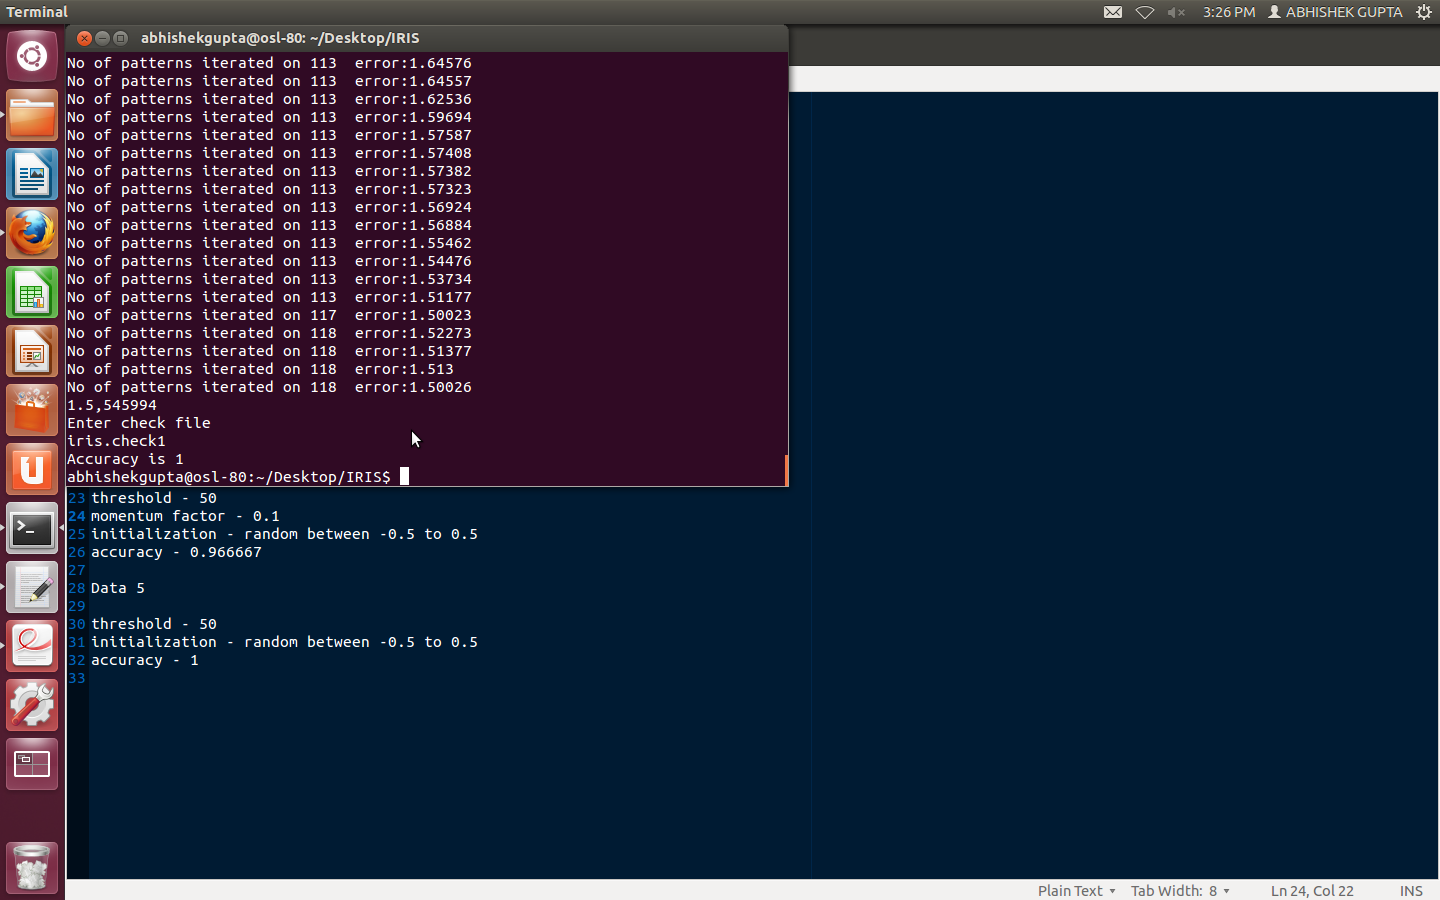 Terminal
3:26 PM
ABHISHEK GUPTA
abhishekgupta@osl-80: ~/Desktop/IRIS
No of patterns iterated on 113  error:1.64576
No of patterns iterated on 113  error:1.64557
No of patterns iterated on 113  error:1.62536
No of patterns iterated on 113  error:1.59694
No of patterns iterated on 113  error:1.57587
No of patterns iterated on 113  error:1.57408
No of patterns iterated on 113  error:1.57382
No of patterns iterated on 113  error:1.57323
No of patterns iterated on 113  error:1.56924
No of patterns iterated on 113  error:1.56884
No of patterns iterated on 113  error:1.55462
No of patterns iterated on 113  error:1.54476
No of patterns iterated on 113  error:1.53734
No of patterns iterated on 113  error:1.51177
No of patterns iterated on 117  error:1.50023
No of patterns iterated on 118  error:1.52273
No of patterns iterated on 118  error:1.51377
No of patterns iterated on 118  error:1.513
No of patterns iterated on 118  error:1.50026
1.5,545994
Enter check file
iris.check1
Accuracy is 1
abhishekgupta@osl-80:~/Desktop/IRIS$
23 threshold - 50
24 momentum factor - 0.1
25 initialization - random between -0.5 to 0.5
26 accuracy - 0.966667
27
28 Data 5
29
30 threshold - 50
31 initialization - random between -0.5 to 0.5
32 accuracy - 1
33
Plain Text
Tab Width: 8
Ln 24, Col 22
INS